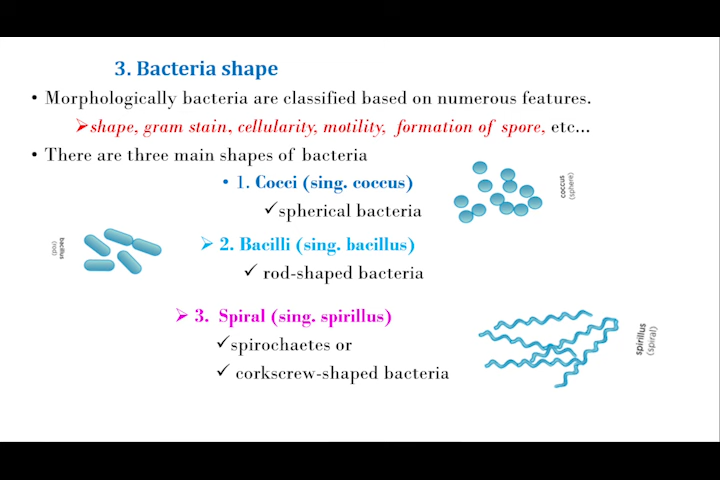 3. Bacteria shape
• Morphologically bacteria are classified based on numerous features.
➢shape, gram stain, cellularity, motility, formation of spore, etc...
• There are three main shapes of bacteria
• 1. Cocci (sing. coccus)
✓spherical bacteria
coccus
(sphere)
➢ 2. Bacilli (sing. bacillus)
✓ rod-shaped bacteria
bacillus
(rod)
➢ 3. Spiral (sing. spirillus)
✓spirochaetes or
✓ corkscrew-shaped bacteria
spirillus
(spiral)